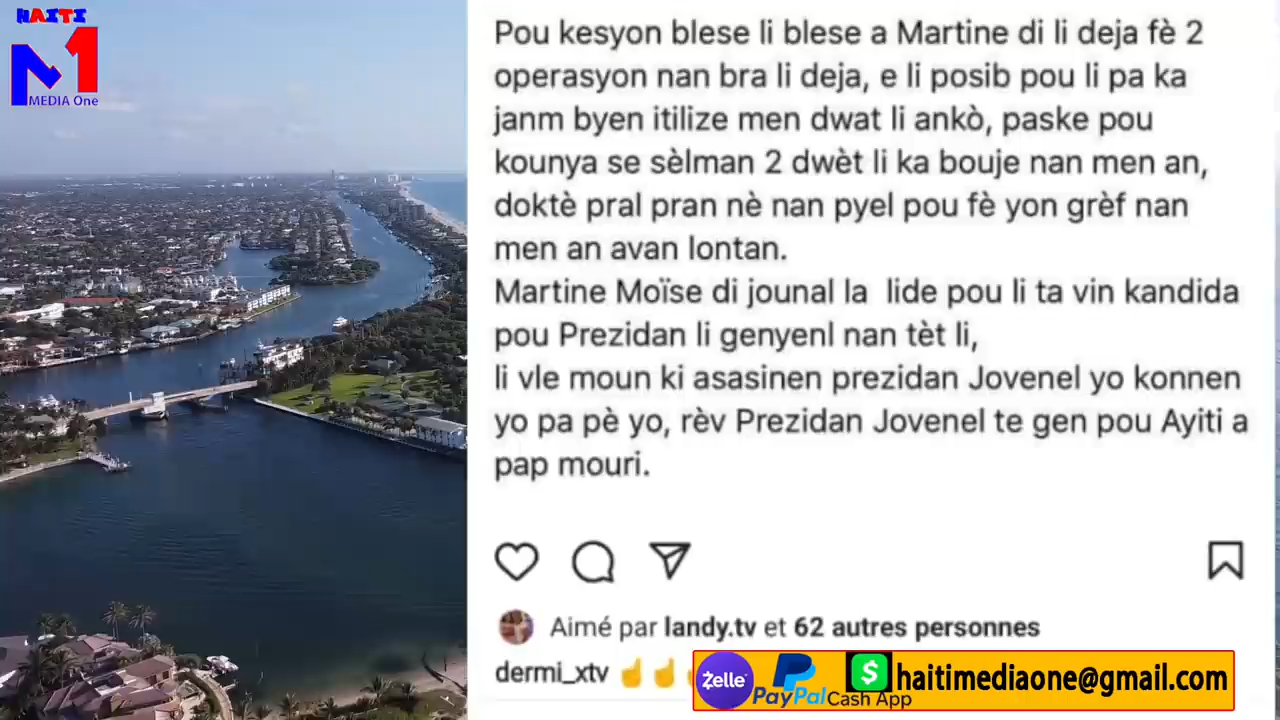 HAITI
M1
MEDIA One
Pou kesyon blese li blese a Martine di li deja fè 2
operasyon nan bra li deja, e li posib pou li pa ka
janm byen itilize men dwat li ankò, paske pou
kounya se sèlman 2 dwèt li ka bouje nan men an,
doktè pral pran nè nan pyel pou fè yon grèf nan
men an avan lontan.
Martine Moïse di jounal la lide pou li ta vin kandida
pou Prezidan li genyenl nan tèt li,
li vle moun ki asasinen prezidan Jovenel yo konnen
yo pa pè yo, rèv Prezidan Jovenel te gen pou Ayiti a
pap mouri.
Aimé par landy.tv et 62 autres personnes
dermi_xtv ☝️☝️
Zelle PayPal $ Cash App haitimediaone@gmail.com